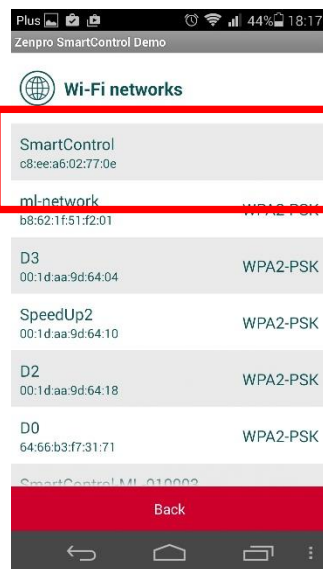 Plus 44% 18:17
Zenpro SmartControl Demo
Wi-Fi networks
SmartControl
c8:ee:a6:02:77:0e
ml-network WPA2-PSK
b8:62:1f:51:f2:01
D3 WPA2-PSK
00:1d:aa:9d:64:04
SpeedUp2 WPA2-PSK
00:1d:aa:9d:64:10
D2 WPA2-PSK
00:1d:aa:9d:64:18
D0 WPA2-PSK
64:66:b3:f7:31:71
SmartControl ML-010003
Back